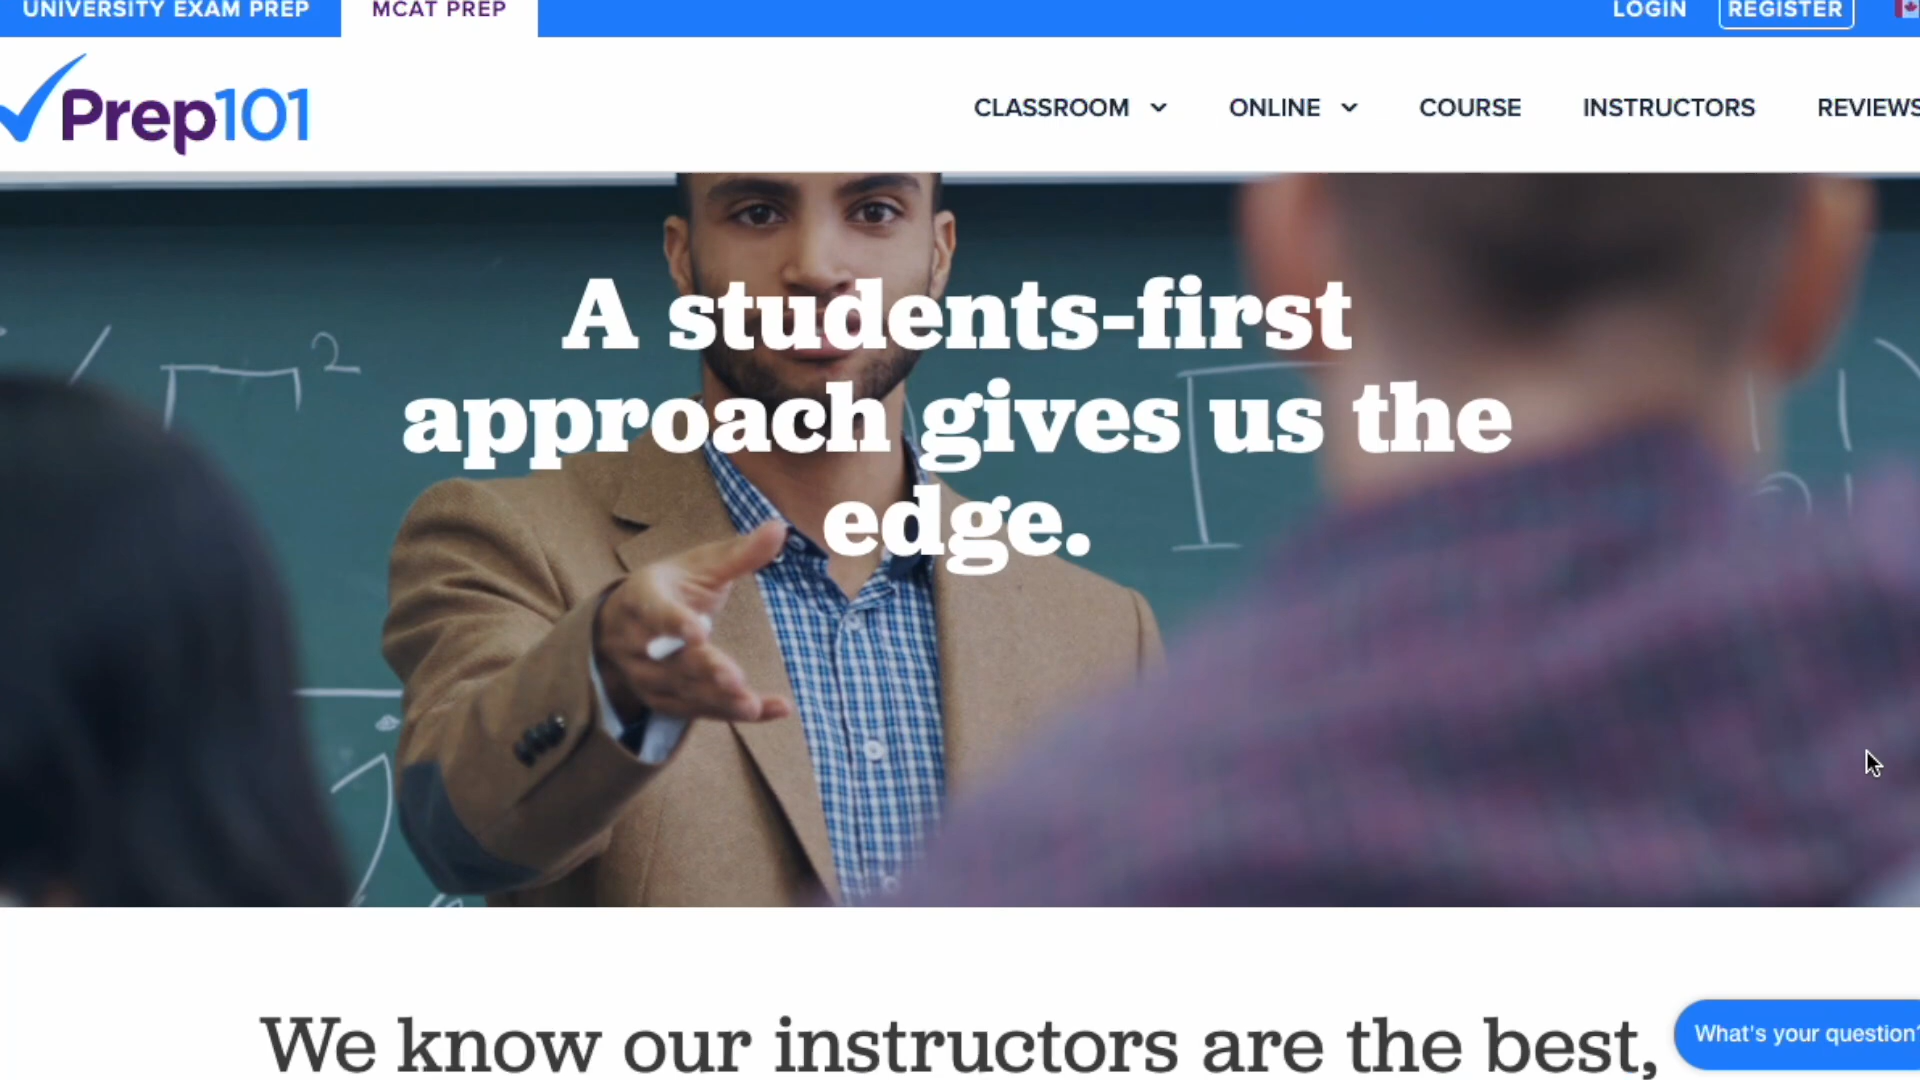 UNIVERSITY EXAM PREP MCAT PREP LOGIN REGISTER
Prep101 CLASSROOM ONLINE COURSE INSTRUCTORS REVIEWS
A students-first
approach gives us the
edge.
2
We know our instructors are the best,
What's your question?